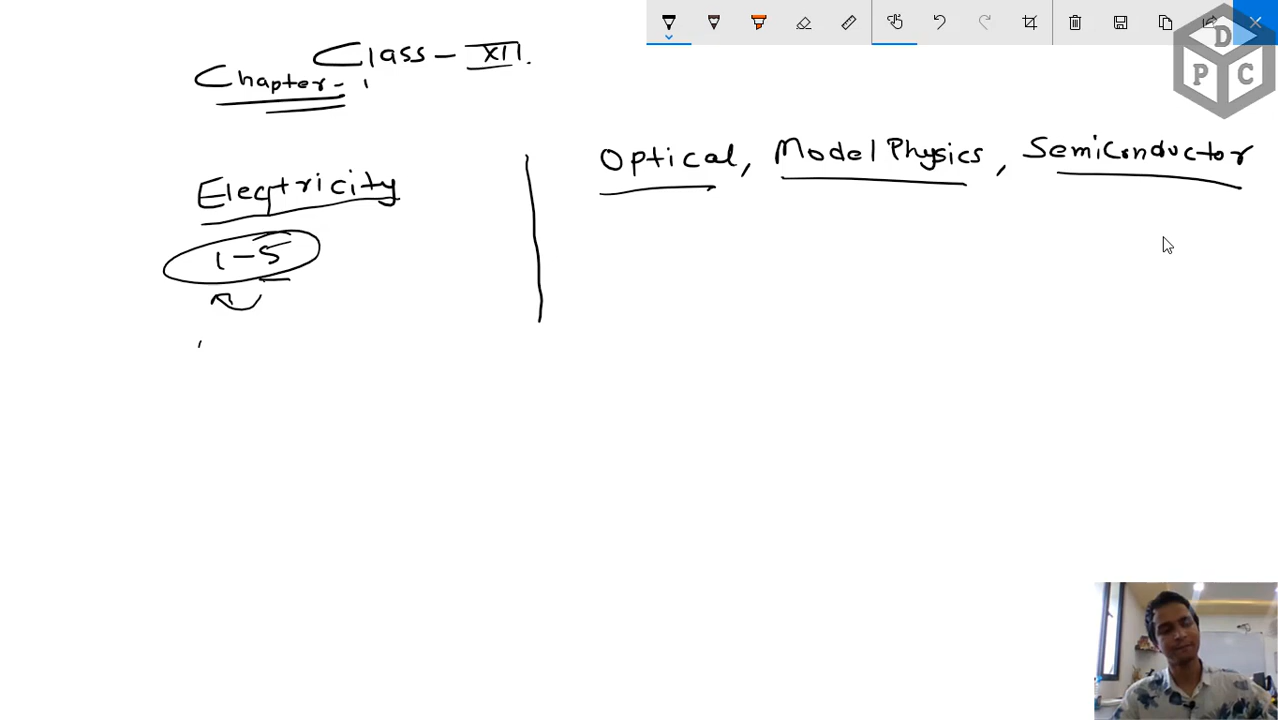 Class - XII.
Chapter - 1
Optical, Model Physics, Semiconductor
Electricity
1-5
D
P C